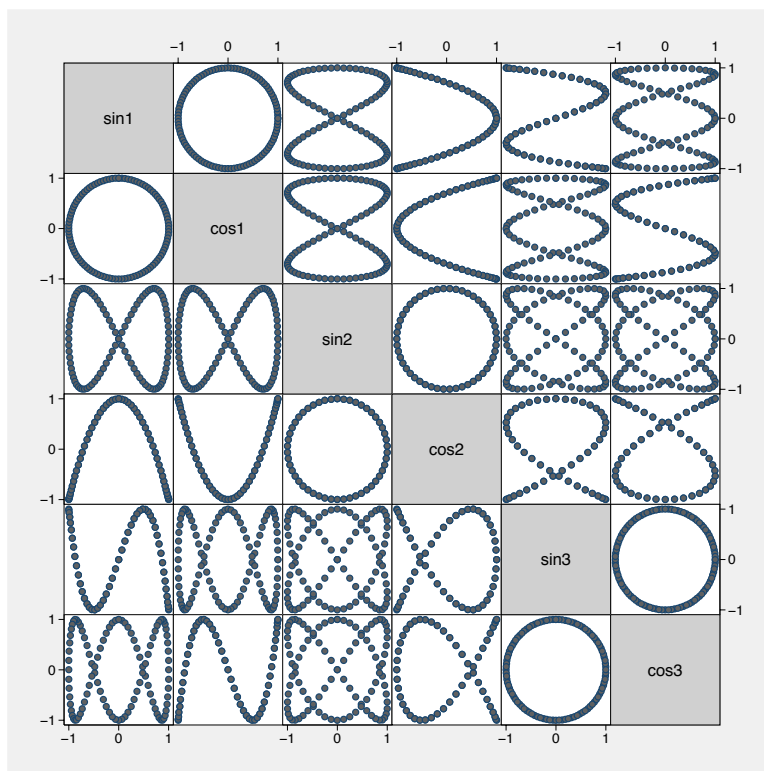 −1 0 1 −1 0 1 −1 0 1
sin1 1 0 −1
1 0 −1 cos1
sin2 1 0 −1
1 0 −1 cos2
sin3 1 0 −1
1 0 −1 cos3
−1 0 1 −1 0 1 −1 0 1